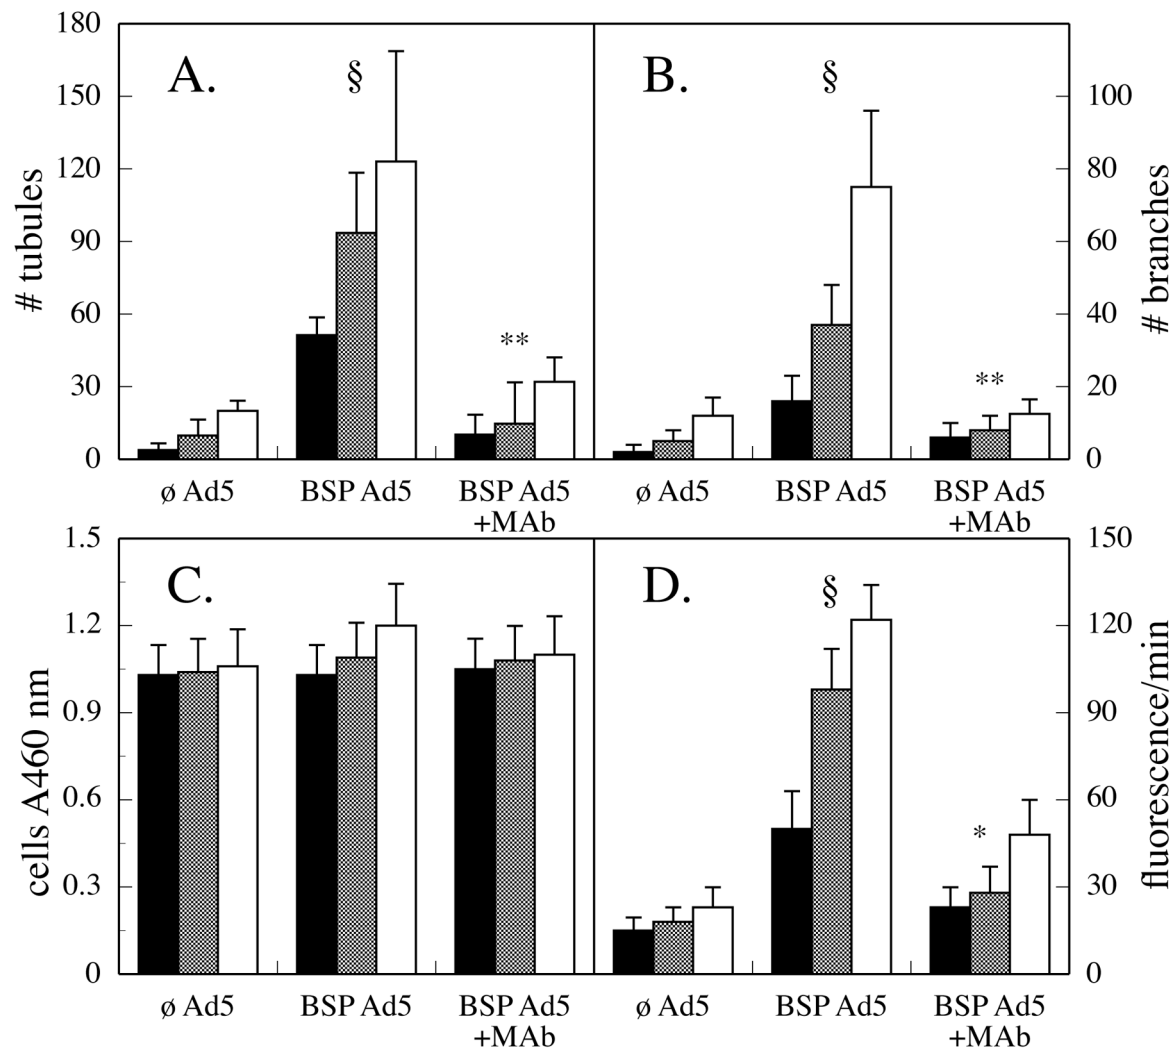 180
150
120
90
60
30
0
# tubules
A.
§
**
ø Ad5
BSP Ad5
BSP Ad5
+MAb
B.
§
**
100
80
60
40
20
0
# branches
ø Ad5
BSP Ad5
BSP Ad5
+MAb
1.5
1.2
0.9
0.6
0.3
0
cells A460 nm
C.
ø Ad5
BSP Ad5
BSP Ad5
+MAb
D.
§
*
150
120
90
60
30
0
fluorescence/min
ø Ad5
BSP Ad5
BSP Ad5
+MAb